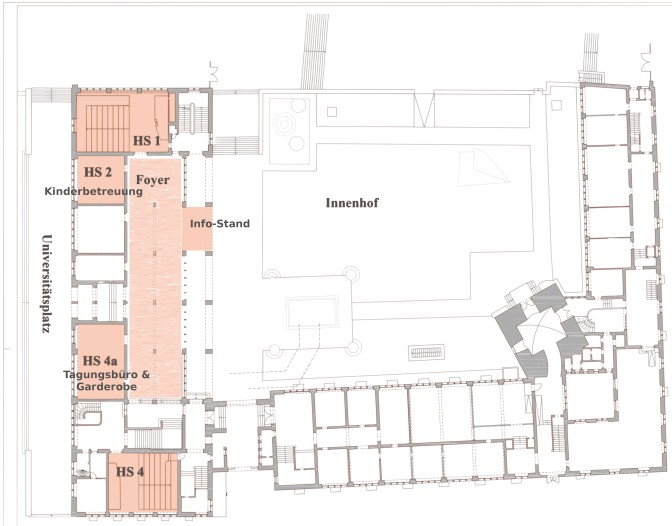 HS 1
HS 2
Kinderbetreuung
Foyer
Info-Stand
Innenhof
Universitätsplatz
HS 4a
Tagungsbüro &
Garderobe
HS 4